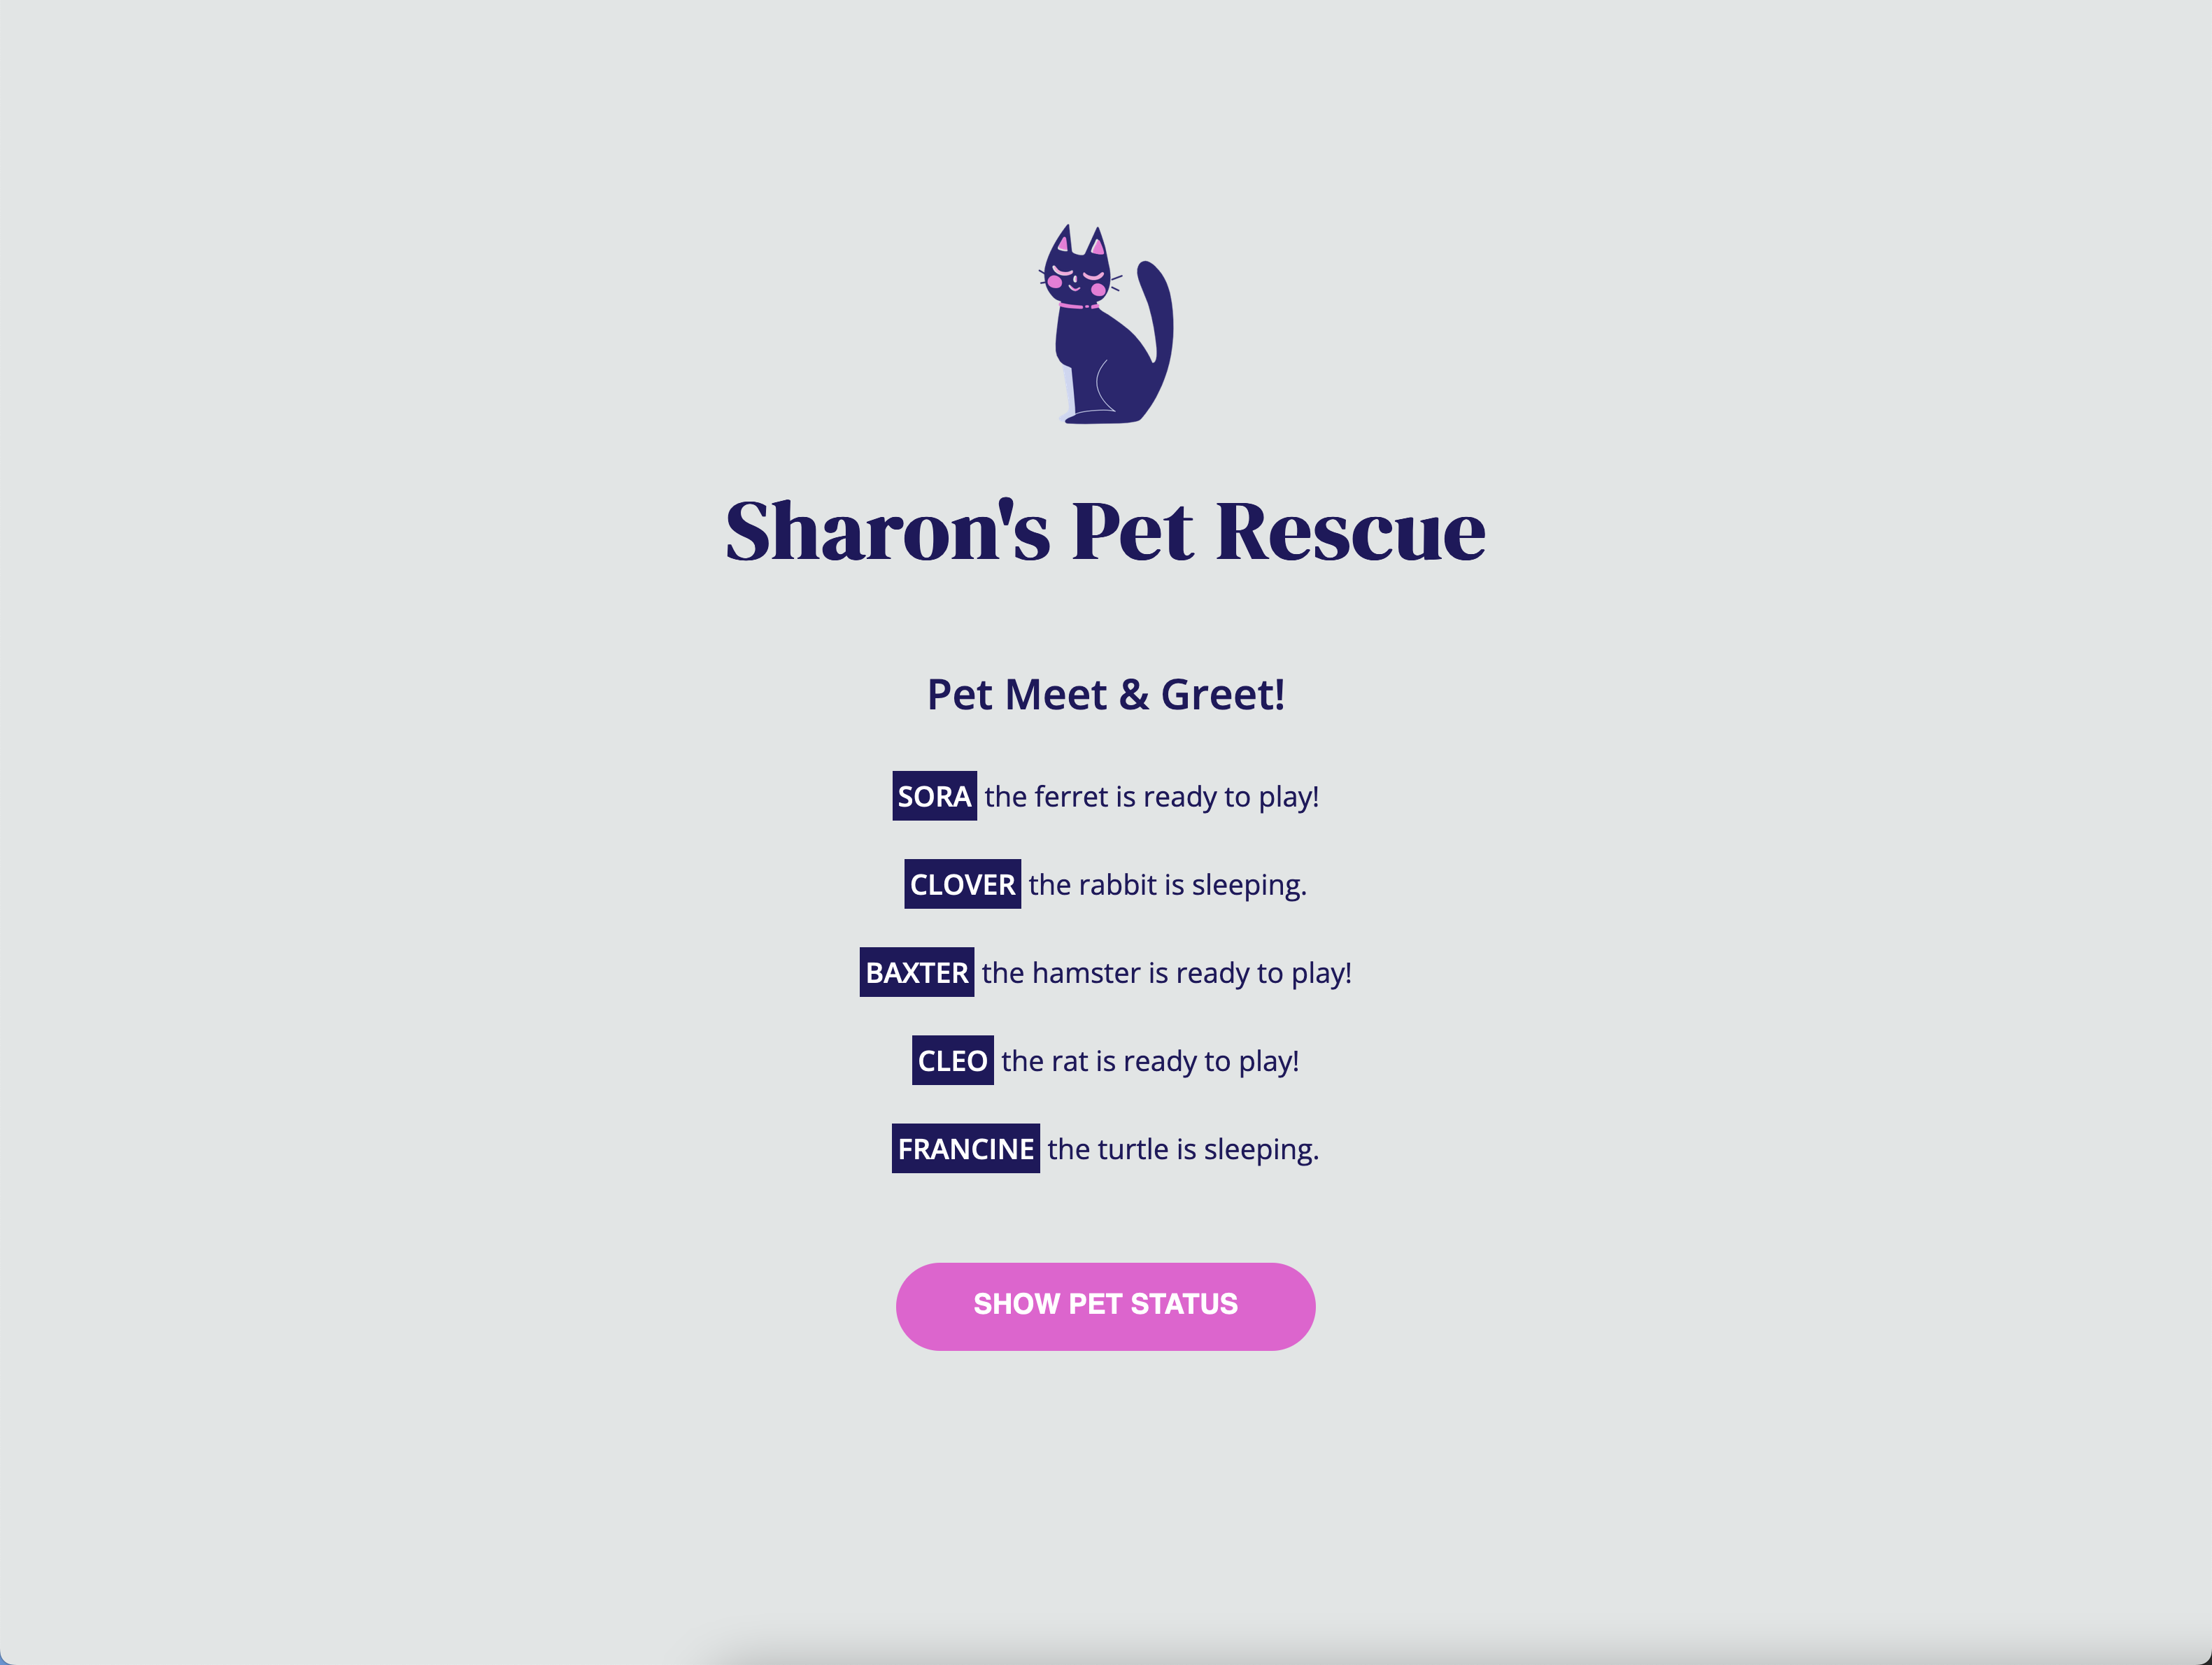 Sharon's Pet Rescue
Pet Meet & Greet!
SORA the ferret is ready to play!
CLOVER the rabbit is sleeping.
BAXTER the hamster is ready to play!
CLEO the rat is ready to play!
FRANCINE the turtle is sleeping.
SHOW PET STATUS